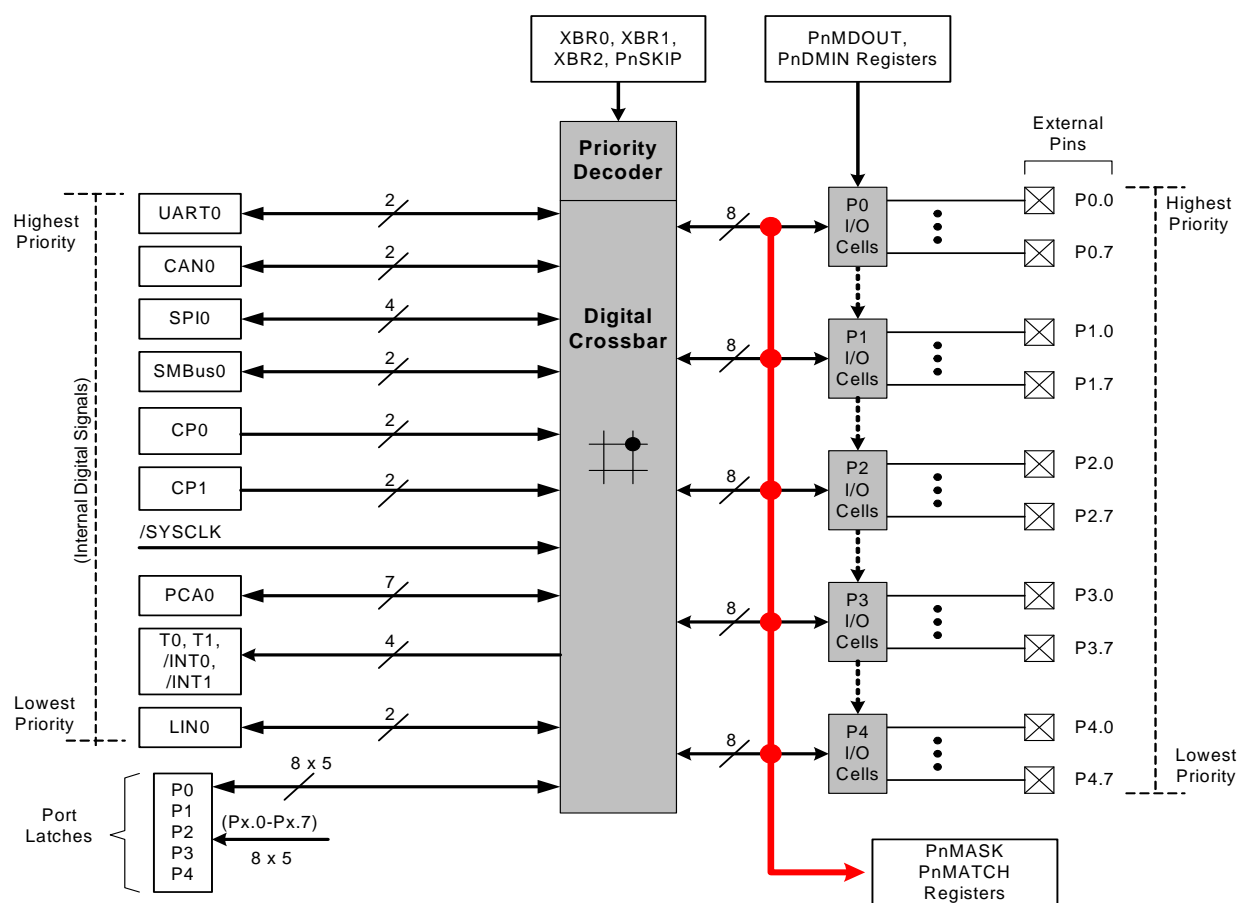 XBR0, XBR1,
XBR2, PnSKIP
PnMDOUT,
PnDMIN Registers
External
Pins
Priority
Decoder
Highest
Priority
UART0
2
8
P0
I/O
Cells
P0.0
P0.7
Highest
Priority
CAN0
2
SPI0
4
Digital
Crossbar
8
P1
I/O
Cells
P1.0
P1.7
SMBus0
2
(Internal Digital Signals)
CP0
2
CP1
2
8
P2
I/O
Cells
P2.0
P2.7
/SYSCLK
PCA0
7
8
P3
I/O
Cells
P3.0
P3.7
T0, T1,
/INT0,
/INT1
4
Lowest
Priority
LIN0
2
8
P4
I/O
Cells
P4.0
P4.7
Lowest
Priority
Port
Latches
P0
P1
P2
P3
P4
8 x 5
(Px.0-Px.7)
8 x 5
PnMASK
PnMATCH
Registers